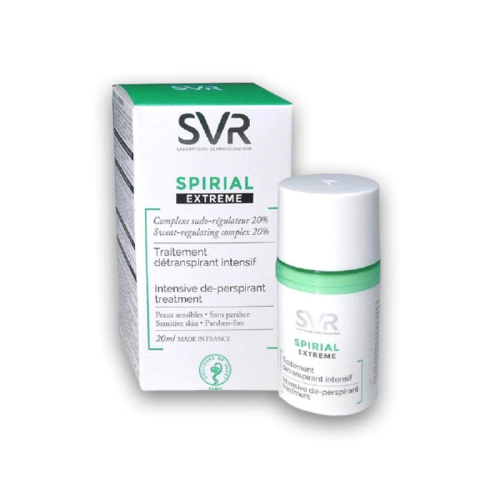 SVR
LABORATOIRE DERMATOLOGIQUE
SPIRIAL
EXTREME
Complexe sudo-régulateur 20%
Sweat-regulating complex 20%
Traitement
détranspirant intensif
Intensive de-perspirant
treatment
Peaux sensibles • Sans paraben
Sensitive skin • Paraben-free
20ml MADE IN FRANCE
SVR
SPIRIAL
EXTREME
Traitement
détranspirant intensif
Intensive de-perspirant
treatment